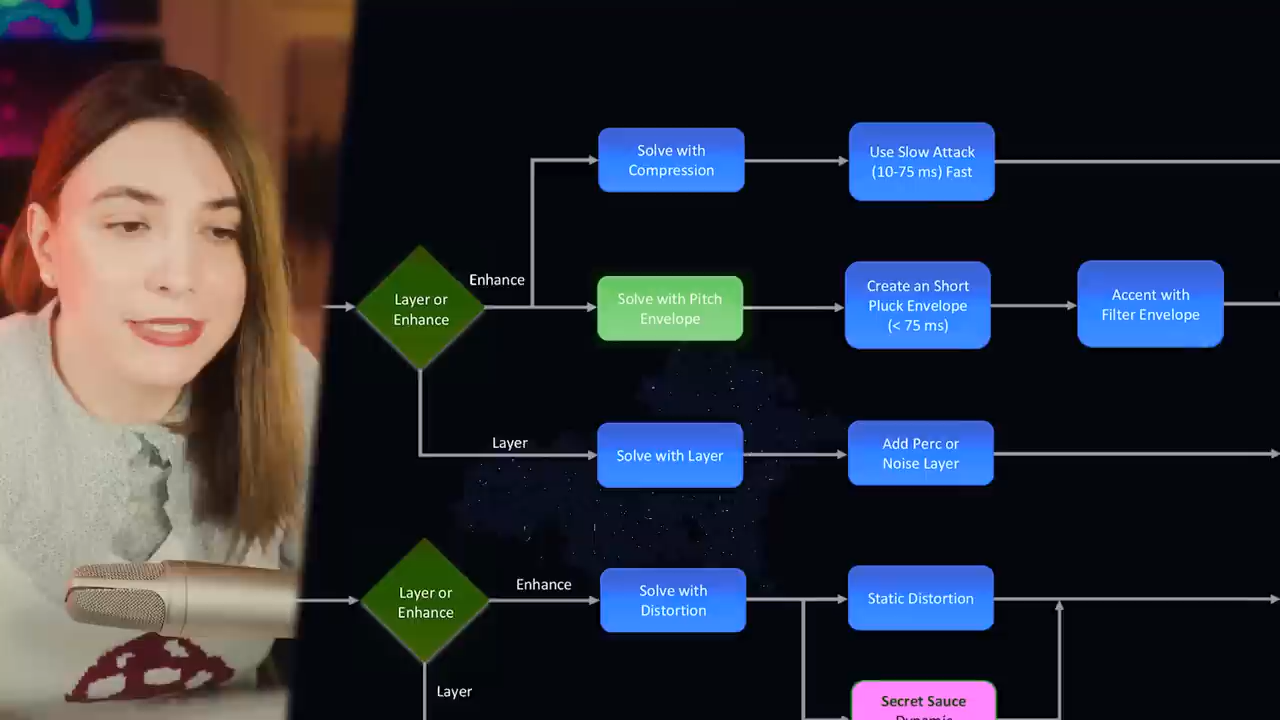 Solve with
Compression
Use Slow Attack
(10-75 ms) Fast
Enhance
Layer or
Enhance
Solve with Pitch
Envelope
Create an Short
Pluck Envelope
(< 75 ms)
Accent with
Filter Envelope
Layer
Solve with Layer
Add Perc or
Noise Layer
Layer or
Enhance
Enhance
Solve with
Distortion
Static Distortion
Layer
Secret Sauce
Dynamic